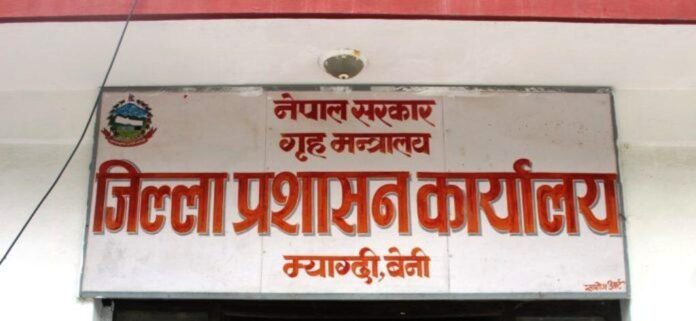 नेपाल सरकार
गृह मन्त्रालय
जिल्ला प्रशासन कार्यालय
म्याग्दी, बेनी